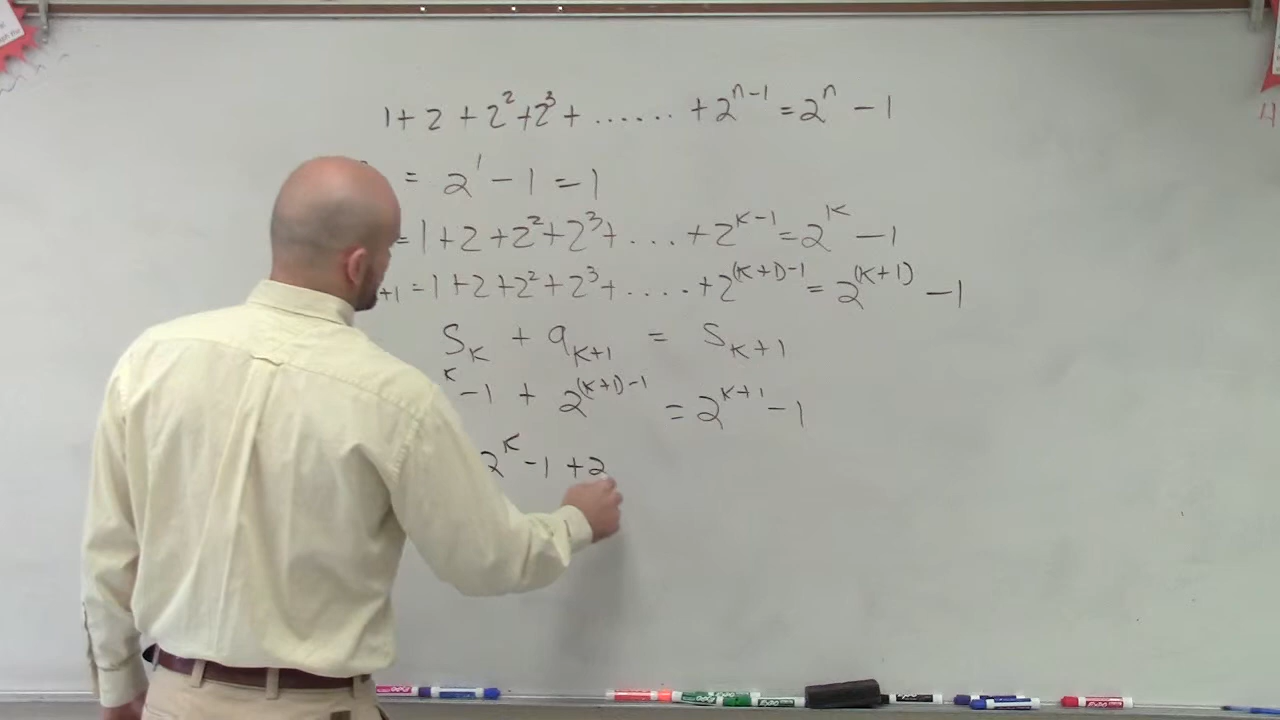 1 + 2 + 2² + 2³ + ...... + 2ⁿ⁻¹ = 2ⁿ - 1
= 2¹ - 1 = 1
= 1 + 2 + 2² + 2³ + ... + 2ᴷ⁻¹ = 2ᴷ - 1
+1 = 1 + 2 + 2² + 2³ + .... + 2⁽ᴷ⁺¹⁾⁻¹ = 2⁽ᴷ⁺¹⁾ - 1
Sₖ + aₖ₊₁ = Sₖ₊₁
ᴷ - 1 + 2⁽ᴷ⁺¹⁾⁻¹ = 2ᴷ⁺¹ - 1
2ᴷ - 1 + 2